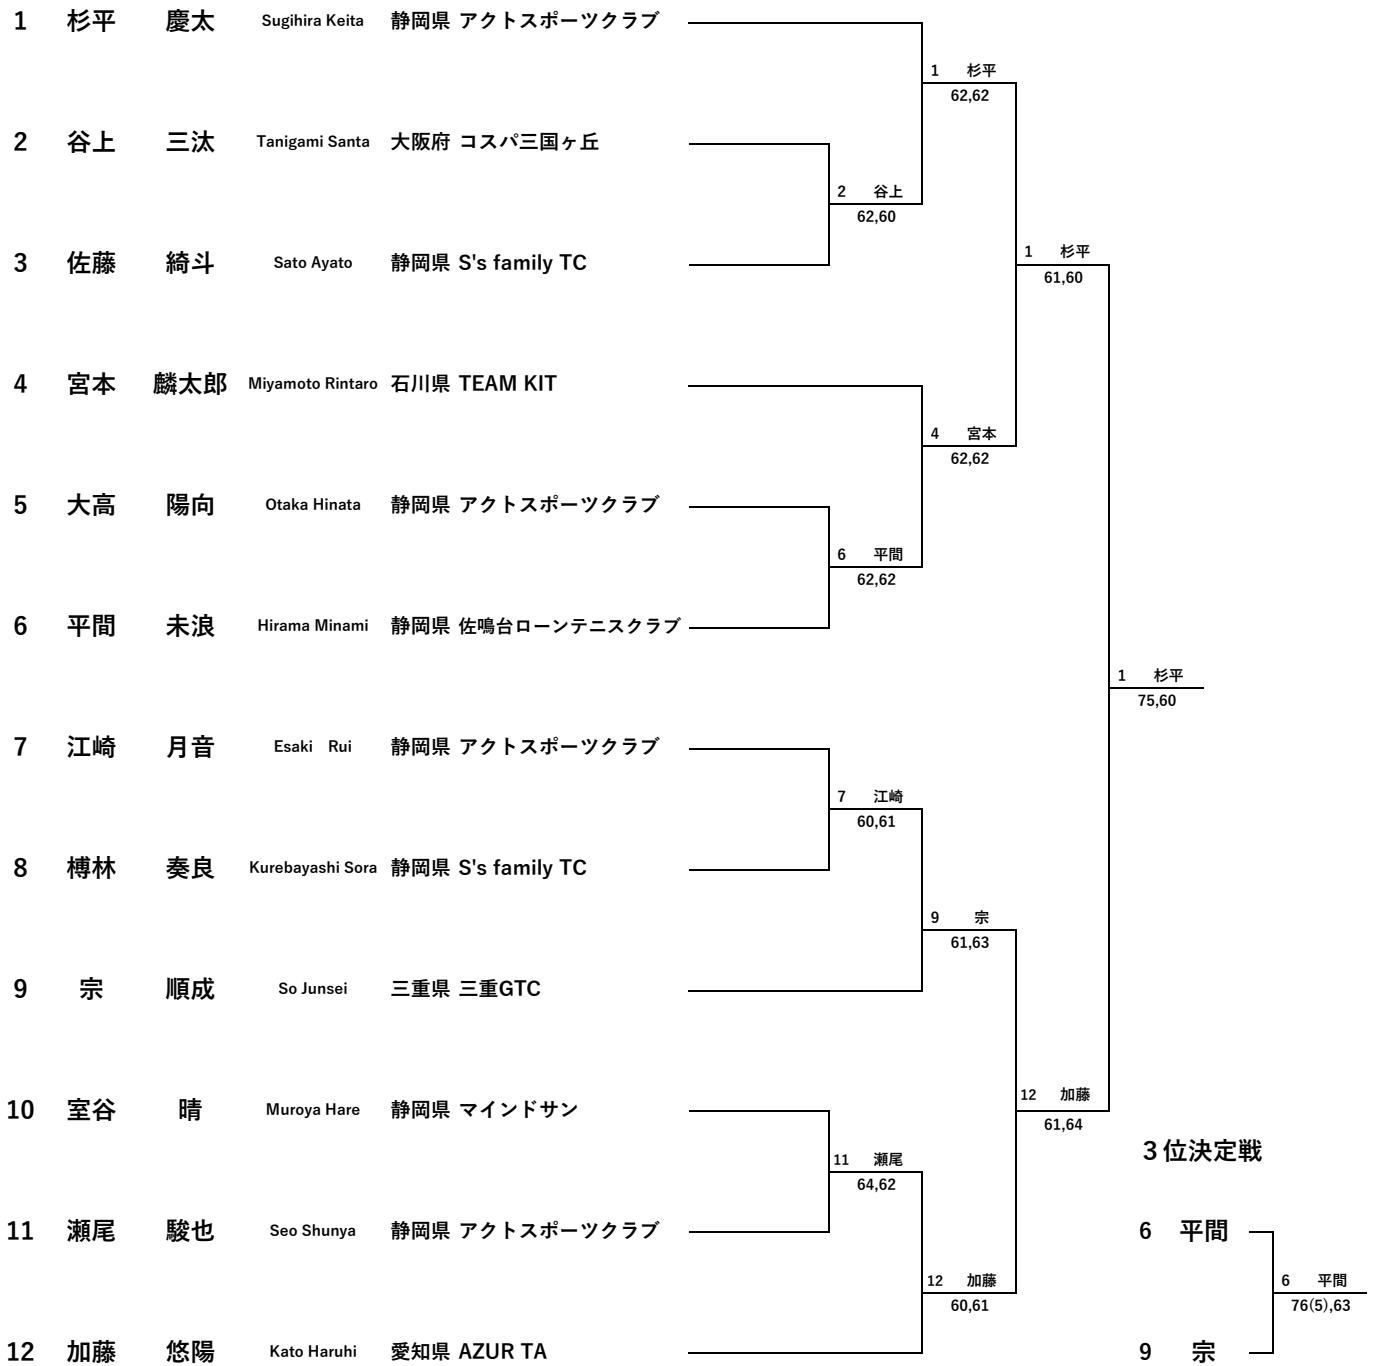 1 杉平 慶太 Sugihira Keita 静岡県 アクトスポーツクラブ
1 杉平
62,62
2 谷上 三汰 Tanigami Santa 大阪府 コスパ三国ヶ丘
2 谷上
62,60
3 佐藤 綺斗 Sato Ayato 静岡県 S's family TC
1 杉平
61,60
4 宮本 麟太郎 Miyamoto Rintaro 石川県 TEAM KIT
4 宮本
62,62
5 大高 陽向 Otaka Hinata 静岡県 アクトスポーツクラブ
6 平間
62,62
6 平間 未浪 Hirama Minami 静岡県 佐鳴台ローンテニスクラブ
1 杉平
75,60
7 江崎 月音 Esaki Rui 静岡県 アクトスポーツクラブ
7 江崎
60,61
8 榑林 奏良 Kurebayashi Sora 静岡県 S's family TC
9 宗
61,63
9 宗 順成 So Junsei 三重県 三重GTC
10 室谷 晴 Muroya Hare 静岡県 マインドサン
12 加藤
61,64
3位決定戦
11 瀬尾
64,62
11 瀬尾 駿也 Seo Shunya 静岡県 アクトスポーツクラブ
6 平間
12 加藤
60,61
6 平間
76(5),63
12 加藤 悠陽 Kato Haruhi 愛知県 AZUR TA
9 宗